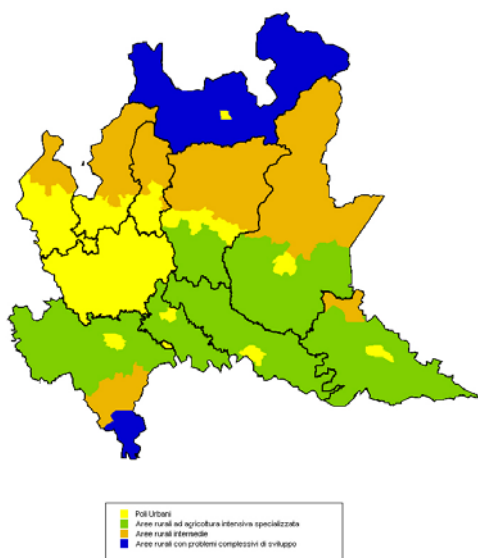 Poli Urbani
Aree rurali ad agricoltura intensiva specializzata
Aree rurali intermedie
Aree rurali con problemi complessivi di sviluppo